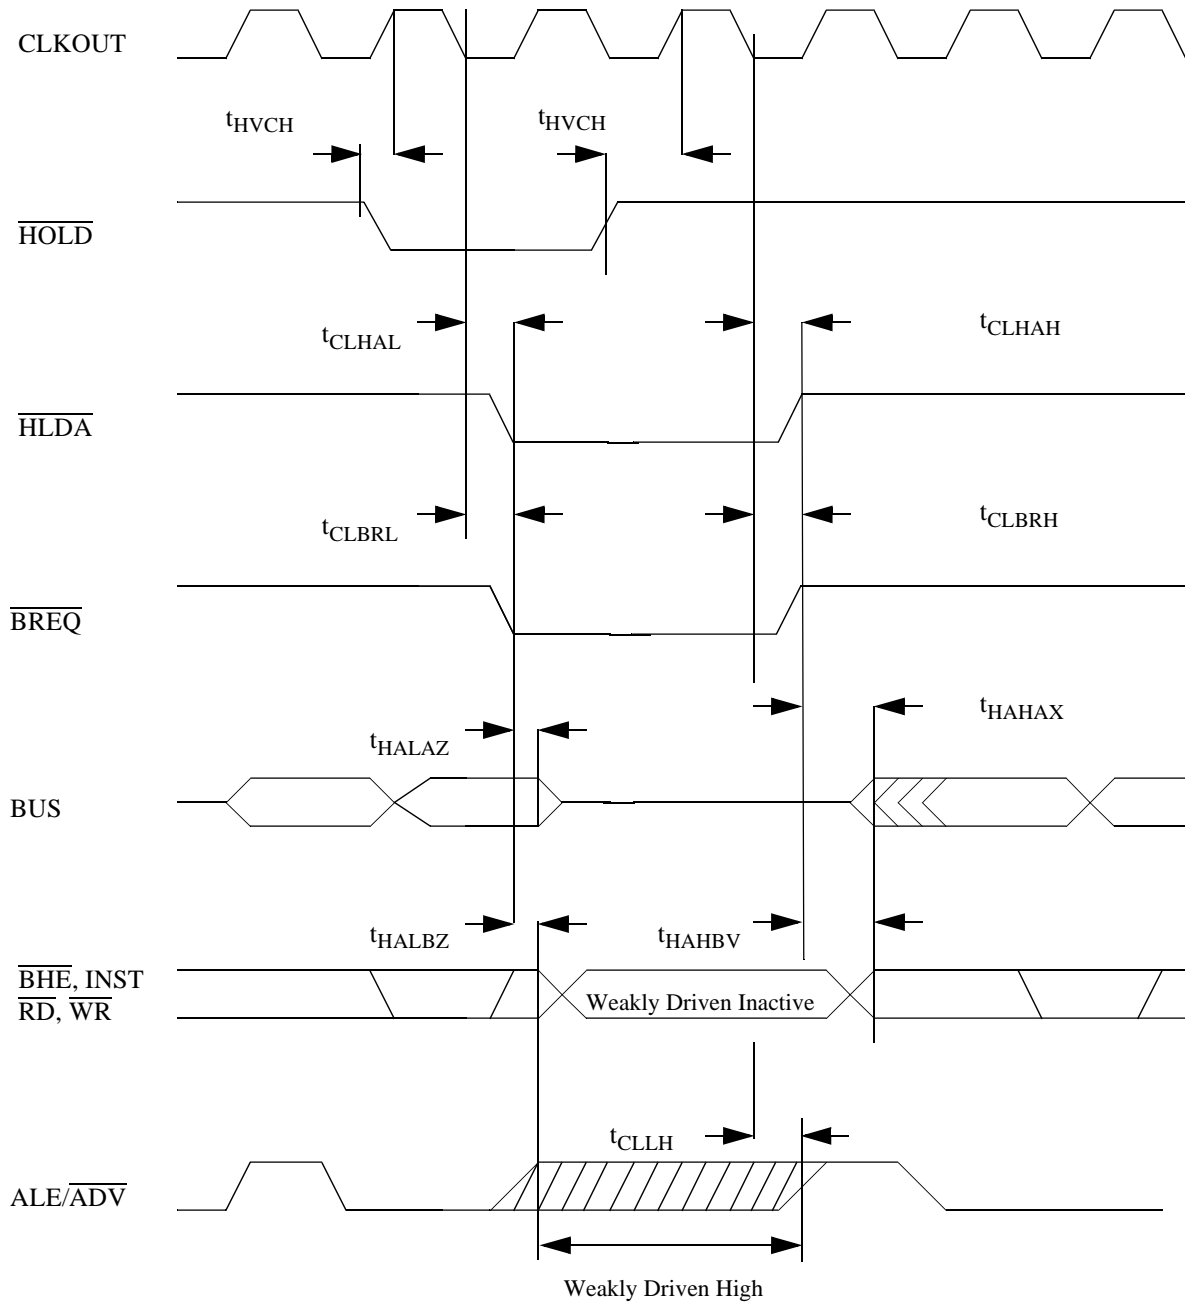 CLKOUT
tHVCH
tHVCH
HOLD
tCLHAL
tCLHAH
HLDA
tCLBRL
tCLBRH
BREQ
tHAHAX
tHALAZ
BUS
tHALBZ
tHAHBV
BHE, INST
RD, WR
Weakly Driven Inactive
tCLLH
ALE/ADV
Weakly Driven High